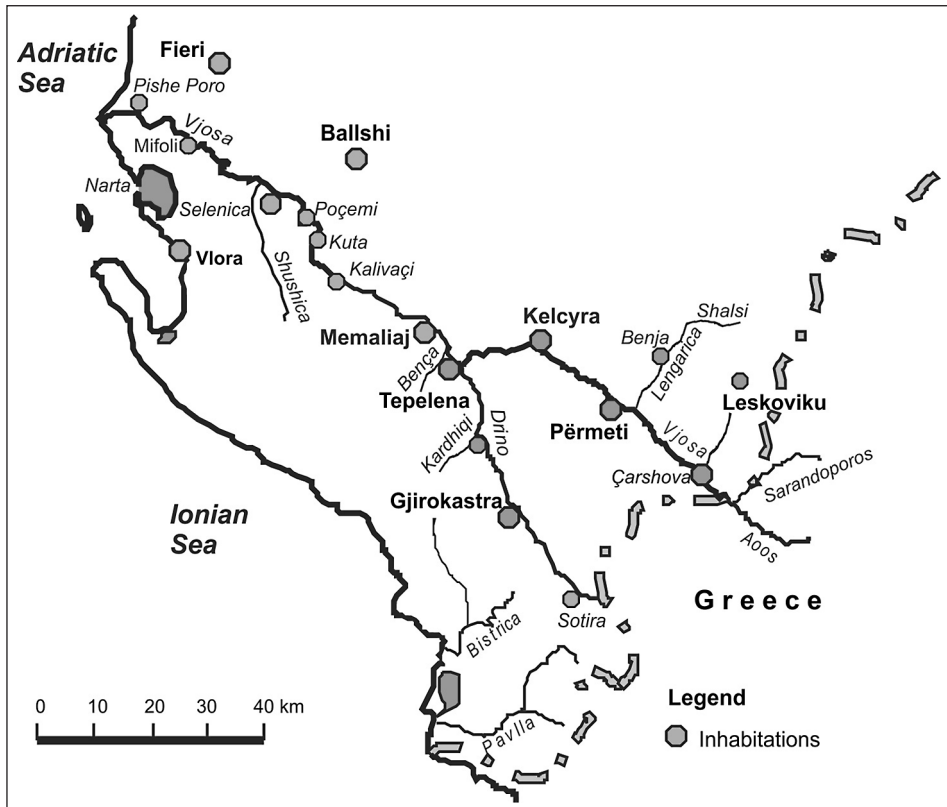 Adriatic
Sea
Fieri
Pishe Poro
Vjosa
Mifoli
Ballshi
Narta
Selenica
Poçemi
Kuta
Vlora
Shushica
Kalivaçi
Memaliaj
Kelcyra
Shalsi
Benja
Lengarica
Bença
Tepelena
Leskoviku
Përmeti
Vjosa
Drino
Kardhiqi
Çarshova
Sarandoporos
Gjirokastra
Ionian
Sea
Aoos
Greece
Sotira
Bistrica
Pavlla
0 10 20 30 40 km
Legend
Inhabitations